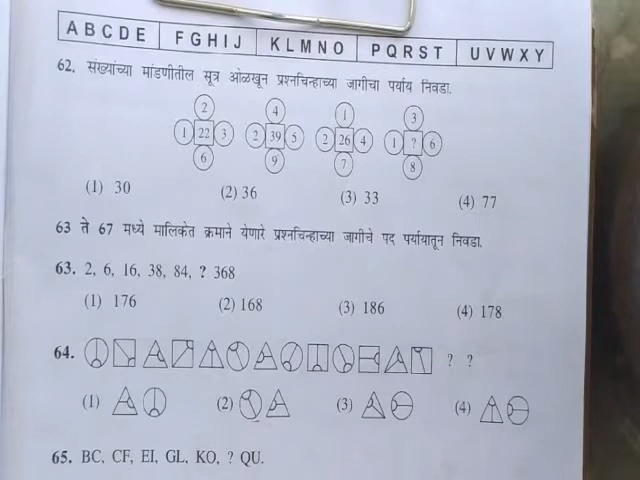 A B C D E F G H I J K L M N O P Q R S T U V W X Y
62. संख्यांच्या मांडणीतील सूत्र ओळखून प्रश्नचिन्हाच्या जागीचा पर्याय निवडा.
2 4 1 3
1 22 3 2 39 5 2 26 4 1 ? 6
6 9 7 8
(1) 30 (2) 36 (3) 33 (4) 77
63 ते 67 मध्ये मालिकेत क्रमाने येणारे प्रश्नचिन्हाच्या जागीचे पद पर्यायातून निवडा.
63. 2, 6, 16, 38, 84, ? 368
(1) 176 (2) 168 (3) 186 (4) 178
64. ? ?
(1) (2) (3) (4)
65. BC, CF, EI, GL, KO, ? QU.